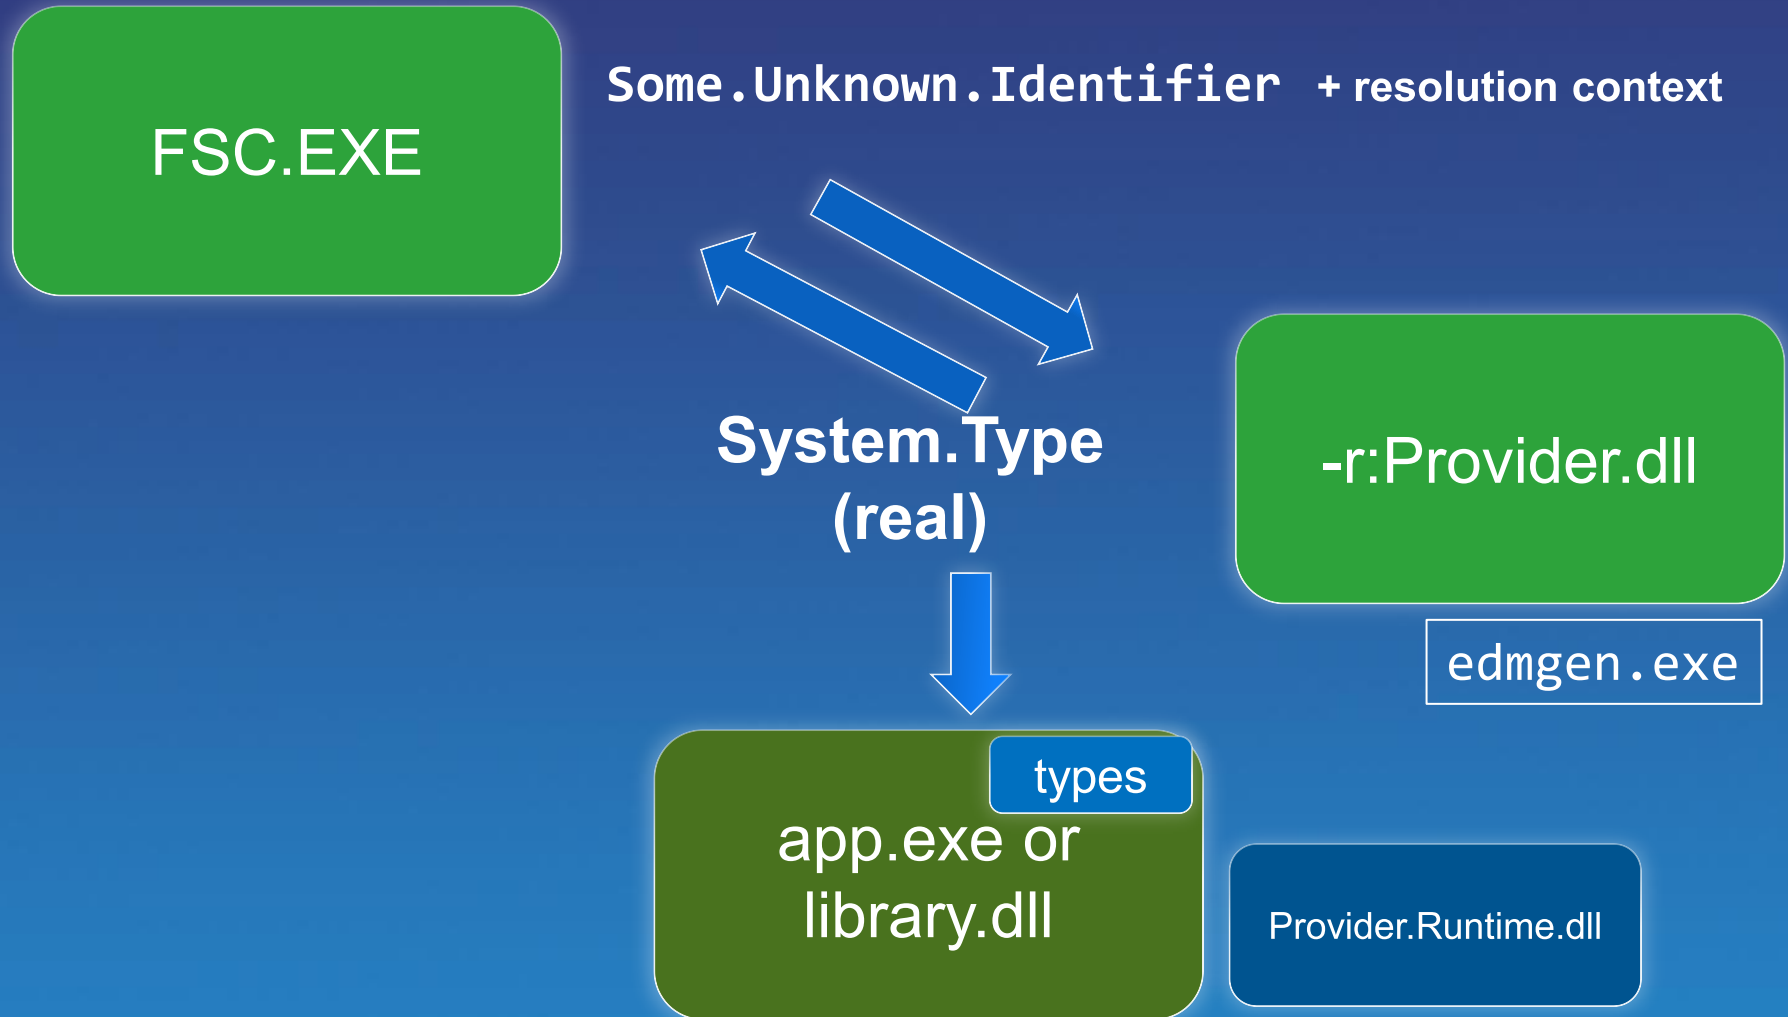 FSC.EXE
Some.Unknown.Identifier + resolution context
System.Type
(real)
-r:Provider.dll
edmgen.exe
types
app.exe or
library.dll
Provider.Runtime.dll